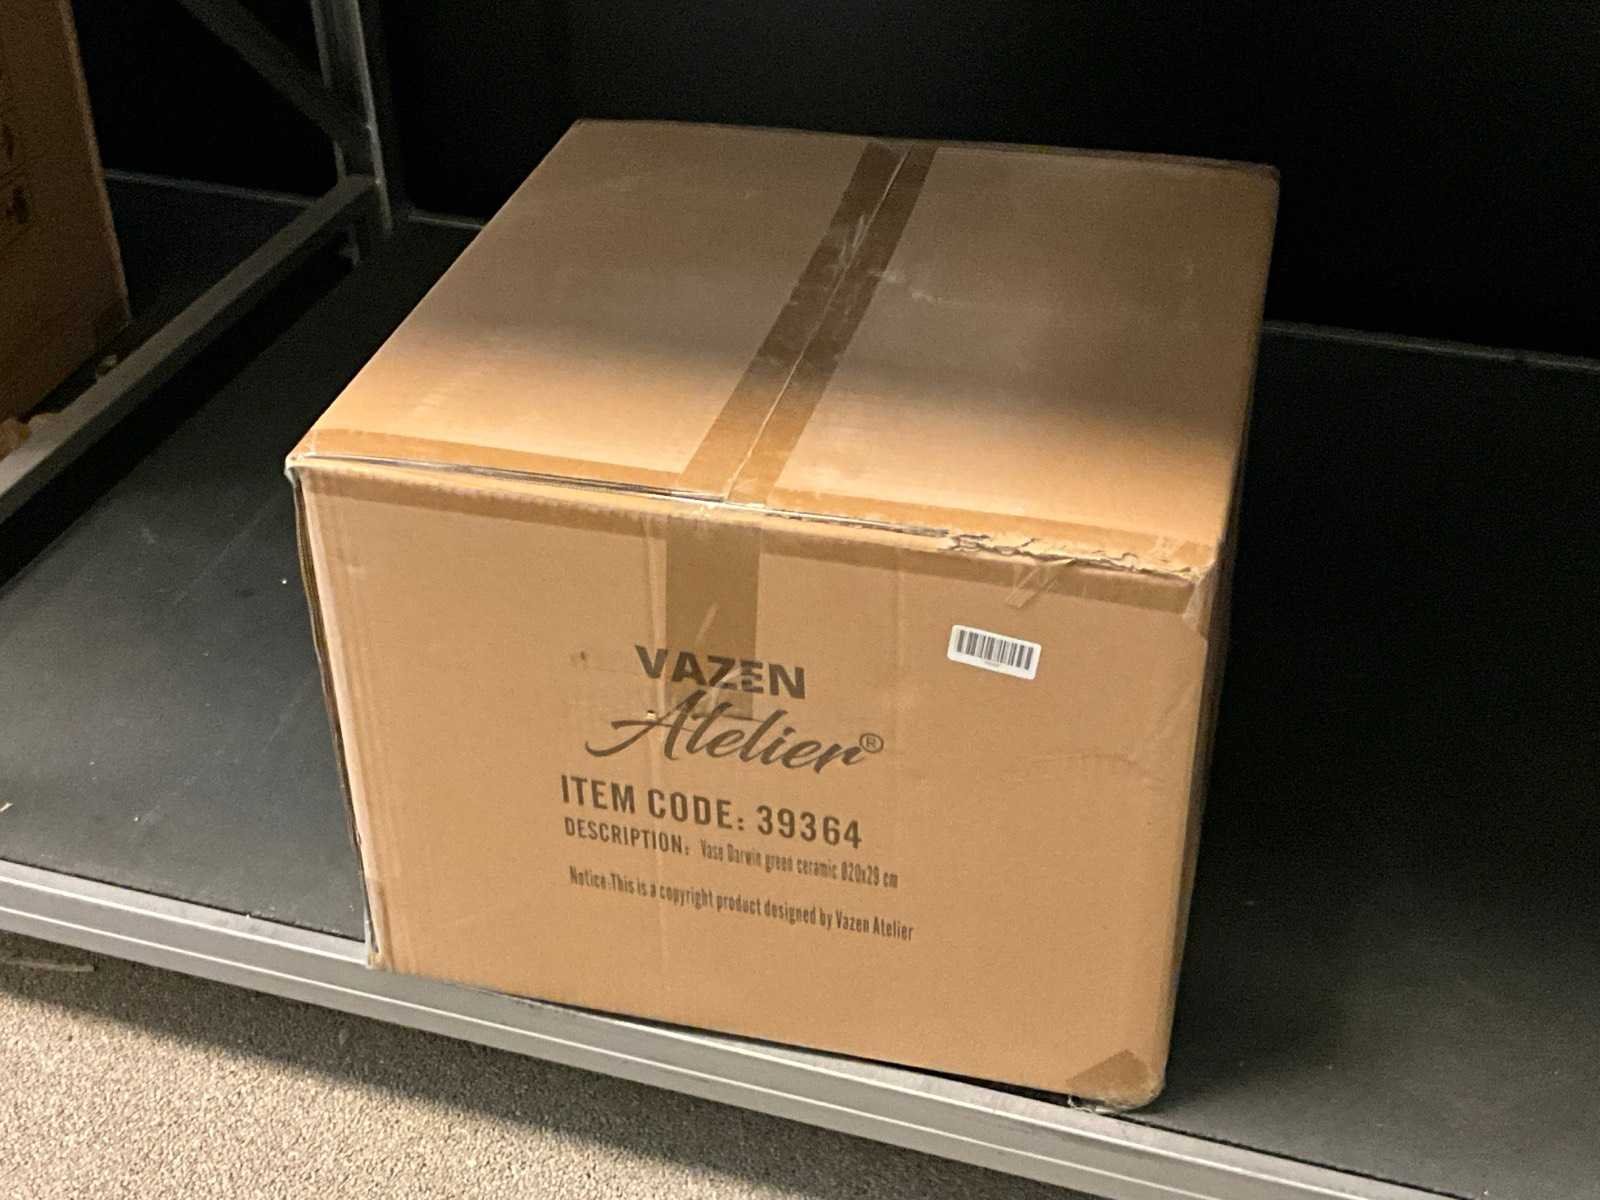 VAZEN
Atelier®
ITEM CODE: 39364
DESCRIPTION: Vase Darwin green ceramic Ø20x29 cm
Notice:This is a copyright product designed by Vazen Atelier